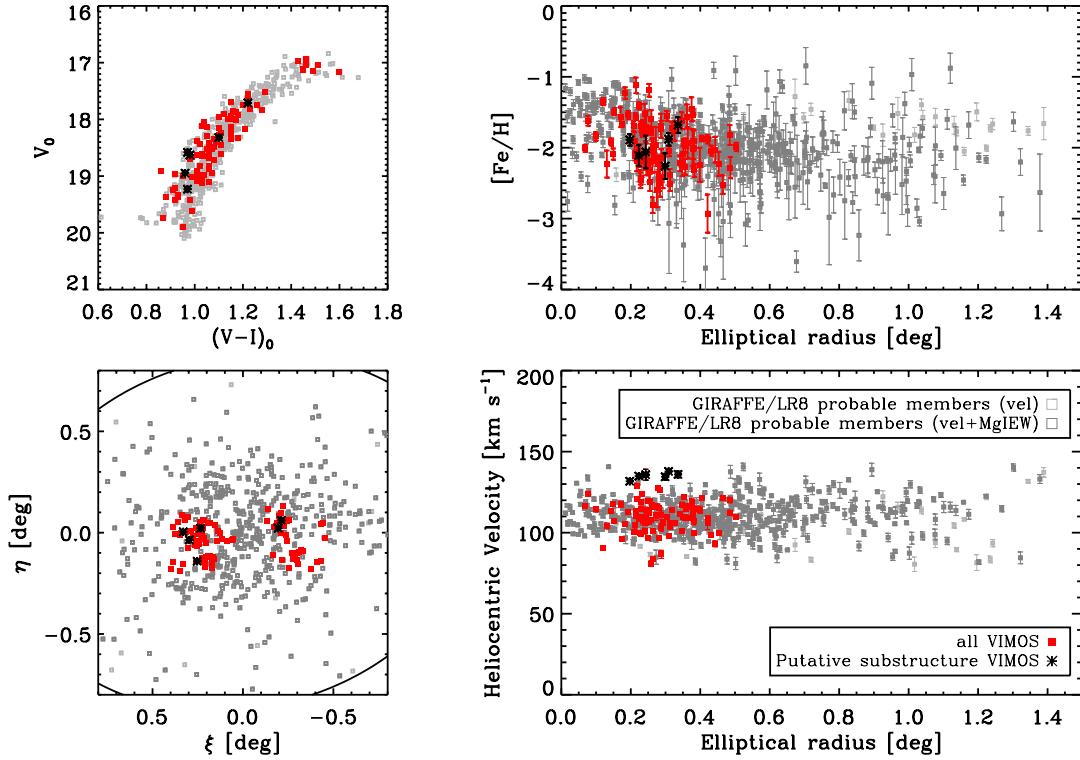 16
17
18
19
20
21
V₀
0.6 0.8 1.0 1.2 1.4 1.6 1.8
(V−I)₀
0
−1
−2
−3
−4
[Fe/H]
0.0 0.2 0.4 0.6 0.8 1.0 1.2 1.4
Elliptical radius [deg]
0.5
0.0
−0.5
η [deg]
0.5 0.0 −0.5
ξ [deg]
200
150
100
50
0
Heliocentric Velocity [km s⁻¹]
GIRAFFE/LR8 probable members (vel)
GIRAFFE/LR8 probable members (vel+MgIEW)
all VIMOS
Putative substructure VIMOS
0.0 0.2 0.4 0.6 0.8 1.0 1.2 1.4
Elliptical radius [deg]